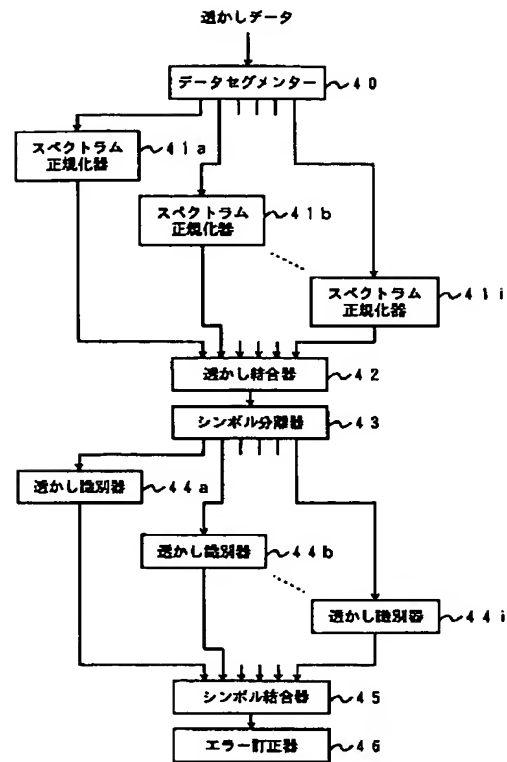 透かしデータ
データセグメンター 40
スペクトラム
正規化器 41a
スペクトラム
正規化器 41b
スペクトラム
正規化器 41i
透かし結合器 42
シンボル分離器 43
透かし識別器 44a
透かし識別器 44b
透かし識別器 44i
シンボル結合器 45
エラー訂正器 46